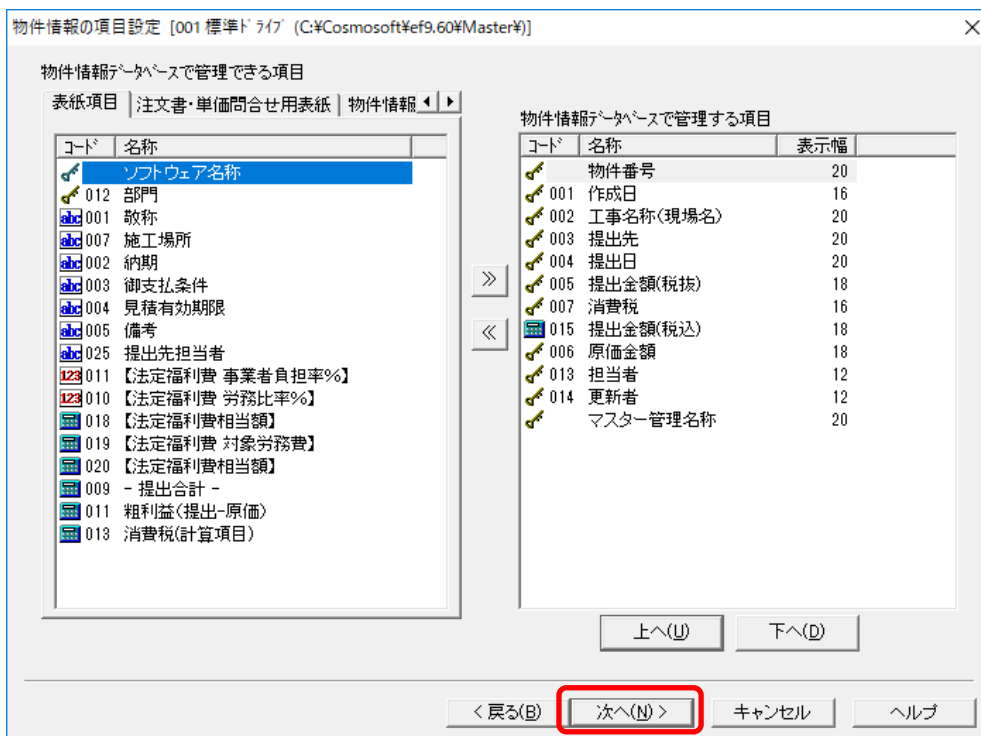 物件情報の項目設定 [001 標準ﾄﾞﾗｲﾌﾞ (C:¥Cosmosoft¥ef9.60¥Master¥)]
物件情報ﾃﾞｰﾀﾍﾞｰｽで管理できる項目
表紙項目 注文書・単価問合せ用表紙 物件情報
ｺｰﾄﾞ 名称
ソフトウェア名称
012 部門
abc 001 敬称
abc 007 施工場所
abc 002 納期
abc 003 御支払条件
abc 004 見積有効期限
abc 005 備考
abc 025 提出先担当者
123 011 【法定福利費 事業者負担率%】
123 010 【法定福利費 労務比率%】
018 【法定福利費相当額】
019 【法定福利費 対象労務費】
020 【法定福利費相当額】
009 - 提出合計 -
011 粗利益(提出-原価)
013 消費税(計算項目)
≫
≪
物件情報ﾃﾞｰﾀﾍﾞｰｽで管理する項目
ｺｰﾄﾞ 名称 表示幅
物件番号 20
001 作成日 16
002 工事名称(現場名) 20
003 提出先 20
004 提出日 20
005 提出金額(税抜) 18
007 消費税 16
015 提出金額(税込) 18
006 原価金額 18
013 担当者 12
014 更新者 12
マスター管理名称 20
上へ(U) 下へ(D)
< 戻る(B) 次へ(N) > キャンセル ヘルプ